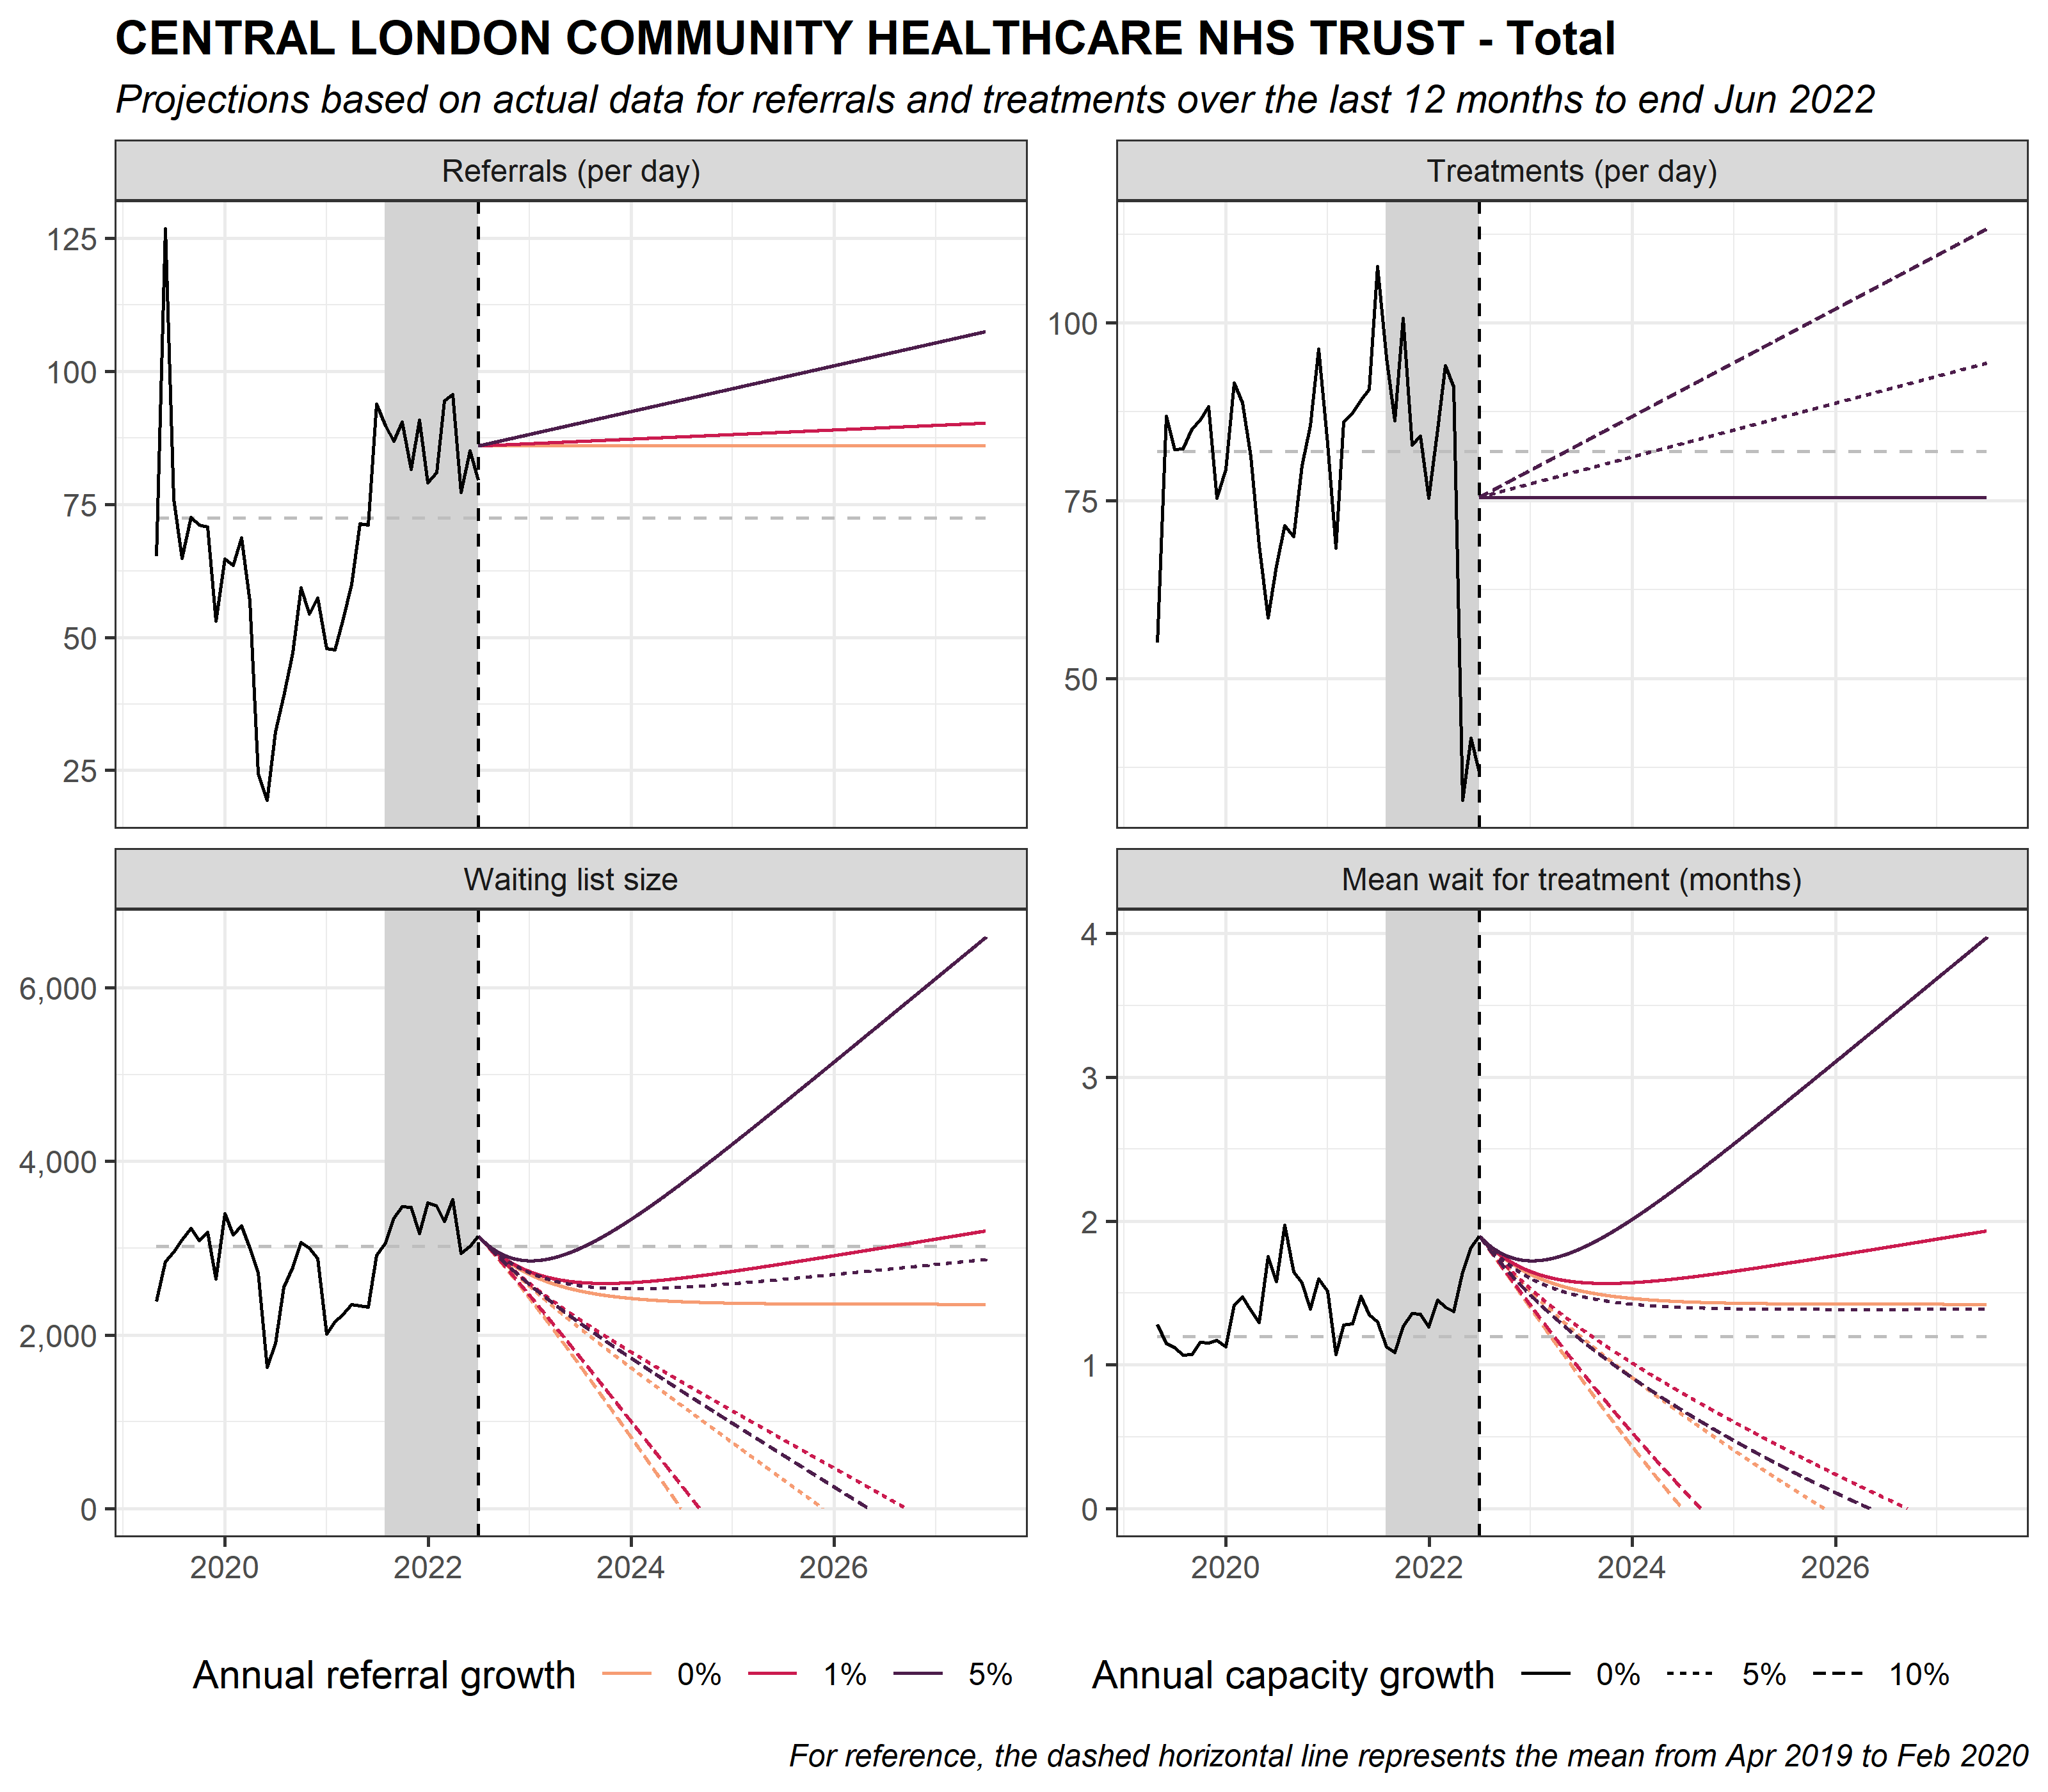 CENTRAL LONDON COMMUNITY HEALTHCARE NHS TRUST - Total
Projections based on actual data for referrals and treatments over the last 12 months to end Jun 2022
Referrals (per day)
125
100
75
50
25
Treatments (per day)
100
75
50
Waiting list size
6,000
4,000
2,000
0
2020 2022 2024 2026
Mean wait for treatment (months)
4
3
2
1
0
2020 2022 2024 2026
Annual referral growth 0% 1% 5%
Annual capacity growth 0% 5% 10%
For reference, the dashed horizontal line represents the mean from Apr 2019 to Feb 2020